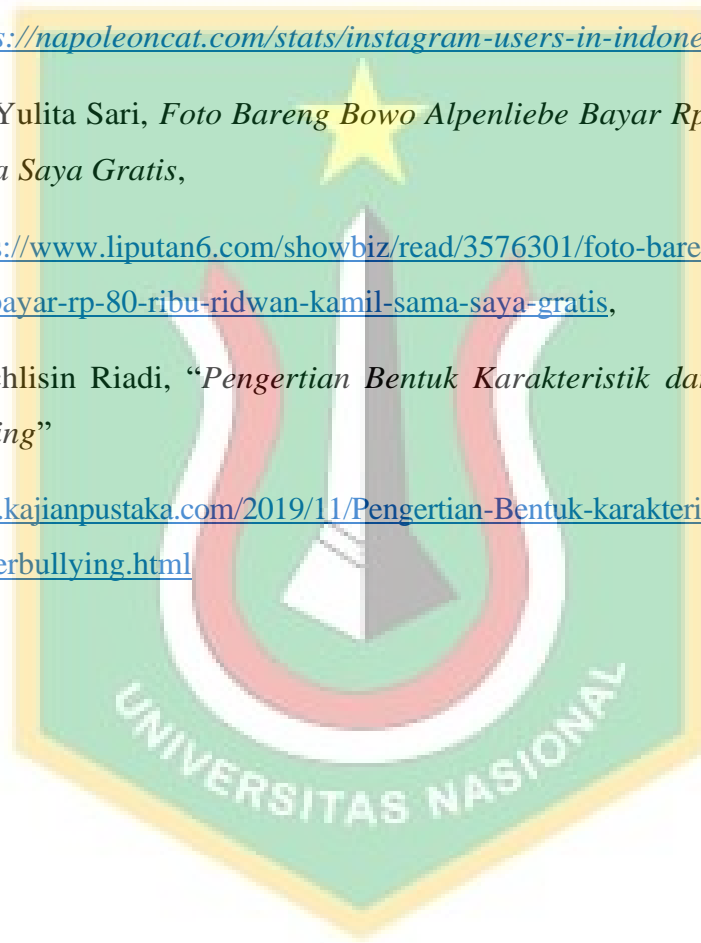 s://napoleoncat.com/stats/instagram-users-in-indone
Yulita Sari, Foto Bareng Bowo Alpenliebe Bayar Rp
a Saya Gratis,
s://www.liputan6.com/showbiz/read/3576301/foto-bare
bayar-rp-80-ribu-ridwan-kamil-sama-saya-gratis,
chlisin Riadi, “Pengertian Bentuk Karakteristik dar
ing”
.kajianpustaka.com/2019/11/Pengertian-Bentuk-karakteri
erbullying.html
UNIVERSITAS NASIONAL